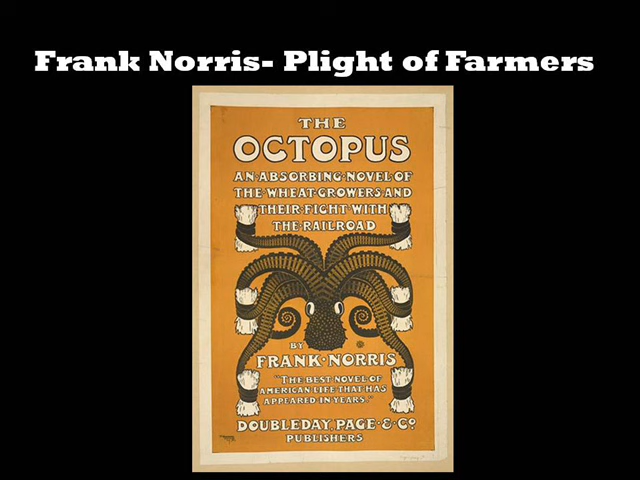 Frank Norris- Plight of Farmers
THE
OCTOPUS
AN·ABSORBING·NOVEL·OF
THE·WHEAT·GROWERS·AND
THEIR·FIGHT·WITH
THE·RAILROAD
BY
FRANK·NORRIS
"THE·BEST·NOVEL·OF
AMERICAN·LIFE·THAT·HAS
APPEARED·IN·YEARS."
DOUBLEDAY, PAGE·&·Co
PUBLISHERS